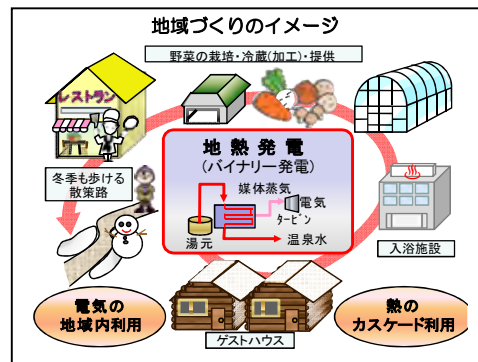 地域づくりのイメージ
野菜の栽培・冷蔵(加工)・提供
レストラン
地熱発電
(バイナリー発電)
冬季も歩ける
散策路
媒体蒸気
電気
タービン
湯元
温泉水
入浴施設
電気の
地域内利用
熱の
カスケード利用
ゲストハウス